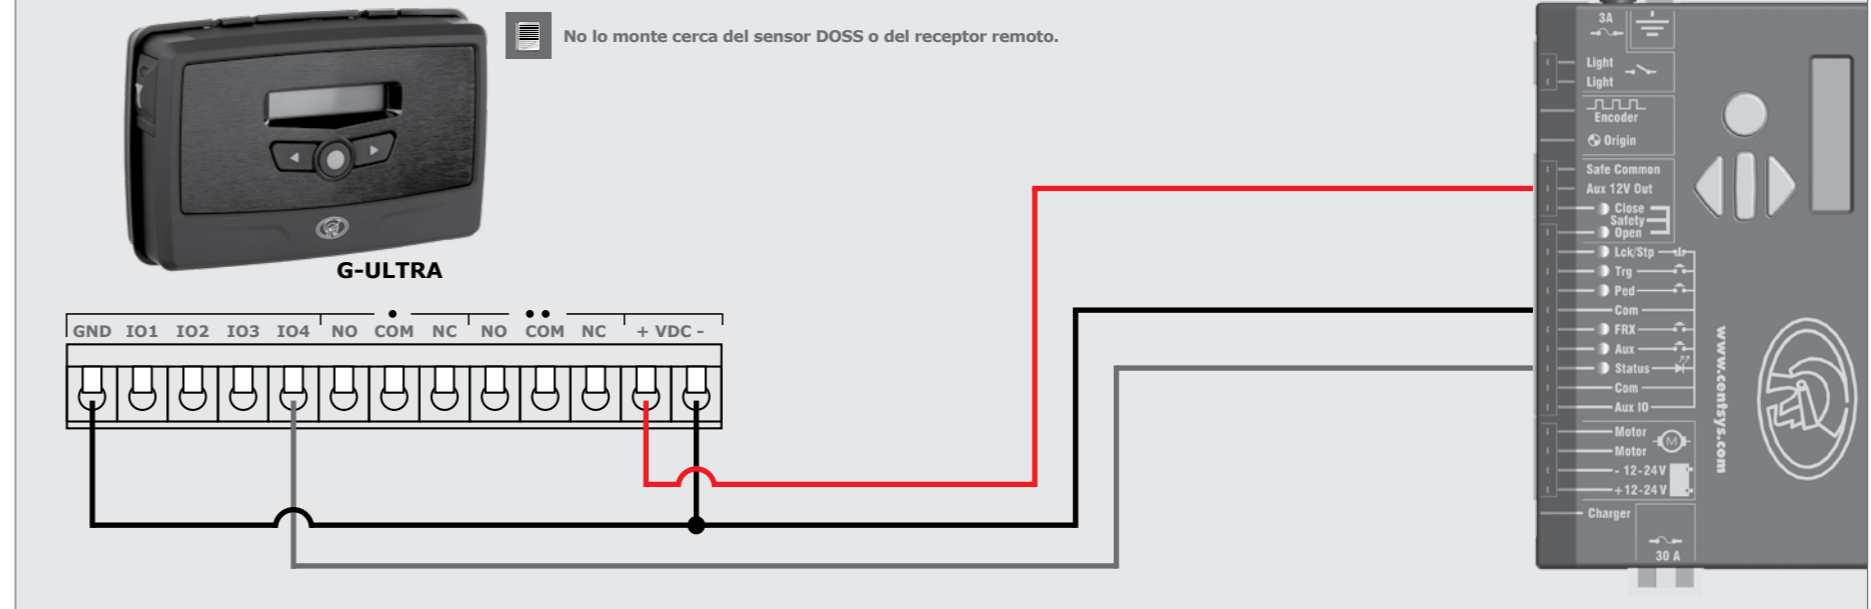 No lo monte cerca del sensor DOSS o del receptor remoto.
G-ULTRA
GND IO1 IO2 IO3 IO4 NO COM NC NO COM NC + VDC -
3A
Light
Light
Encoder
Origin
Safe Common
Aux 12V Out
Close
Safety
Open
Lck/Stp
Trg
Ped
Com
FRX
Aux
Status
Com
Aux IO
Motor
Motor
M
- 12-24V
+12-24V
Charger
30 A
www.centsys.com